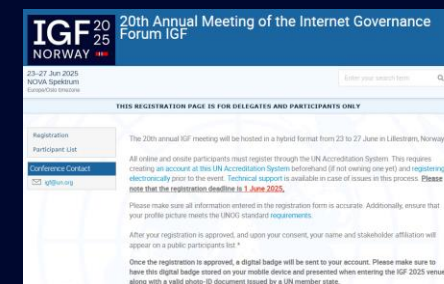 IGF 20 25
NORWAY
20th Annual Meeting of the Internet Governance
Forum IGF
23–27 Jun 2025
NOVA Spektrum
Europe/Oslo timezone
Enter your search term
THIS REGISTRATION PAGE IS FOR DELEGATES AND PARTICIPANTS ONLY
Registration
Participant List
Conference Contact
igf@un.org
The 20th annual IGF meeting will be hosted in a hybrid format from 23 to 27 June in Lillestrøm, Norway
All online and onsite participants must register through the UN Accreditation System. This requires
creating an account at this UN Accreditation System beforehand (if not owning one yet) and registering
electronically prior to the event. Technical support is available in case of issues in this process. Please
note that the registration deadline is 1 June 2025.
Please make sure all information entered in the registration form is accurate. Additionally, ensure that
your profile picture meets the UNOG standard requirements.
After your registration is approved, and upon your consent, your name and stakeholder affiliation will
appear on a public participants list *
Once the registration is approved, a digital badge will be sent to your account. Please make sure to
have this digital badge stored on your mobile device and presented when entering the IGF 2025 venue
along with a valid photo-ID document issued by a UN member state.